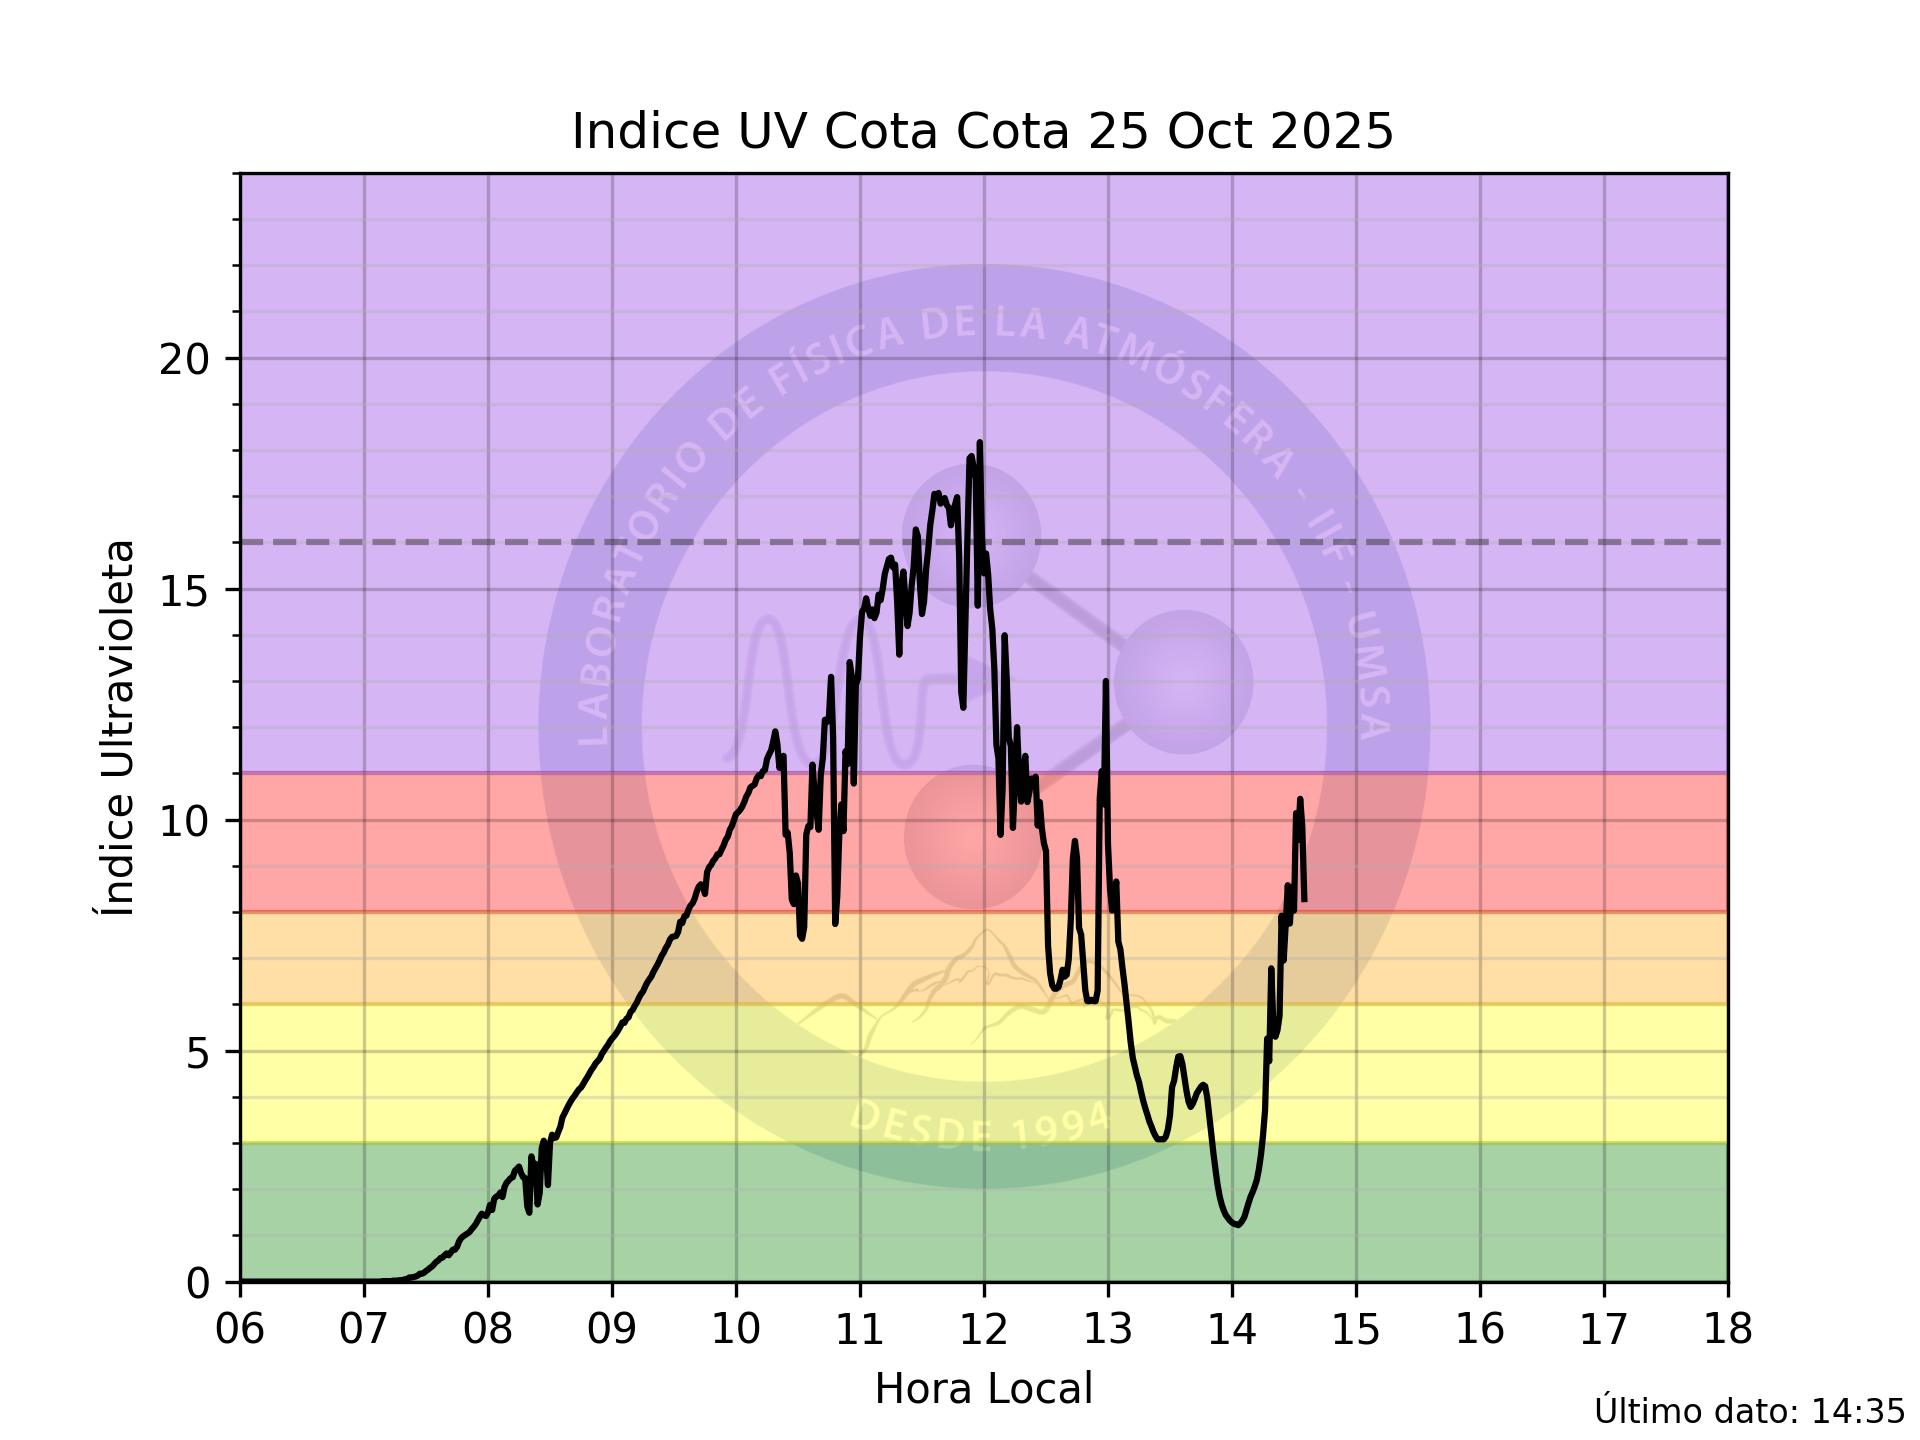 Indice UV Cota Cota 25 Oct 2025
Índice Ultravioleta
20
15
10
5
0
LABORATORIO DE FÍSICA DE LA ATMÓSFERA - IIF - UMSA
DESDE 1994
06 07 08 09 10 11 12 13 14 15 16 17 18
Hora Local
Último dato: 14:35